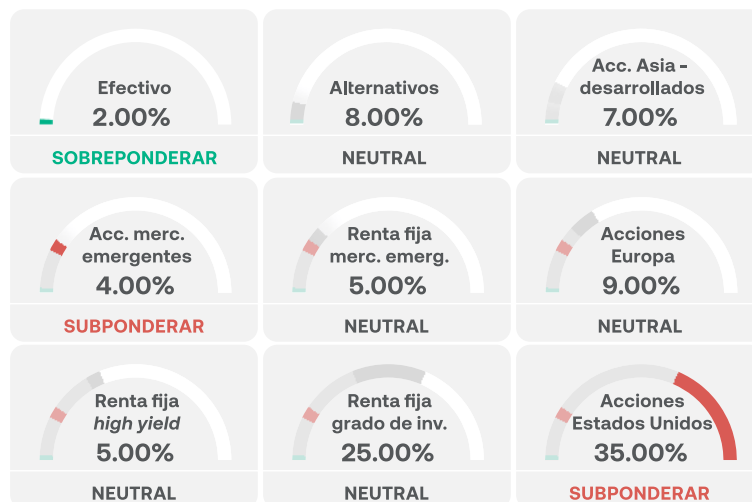 Efectivo
2.00%
SOBREPONDERAR
Alternativos
8.00%
NEUTRAL
Acc. Asia -
desarrollados
7.00%
NEUTRAL
Acc. merc.
emergentes
4.00%
SUBPONDERAR
Renta fija
merc. emerg.
5.00%
NEUTRAL
Acciones
Europa
9.00%
NEUTRAL
Renta fija
high yield
5.00%
NEUTRAL
Renta fija
grado de inv.
25.00%
NEUTRAL
Acciones
Estados Unidos
35.00%
SUBPONDERAR